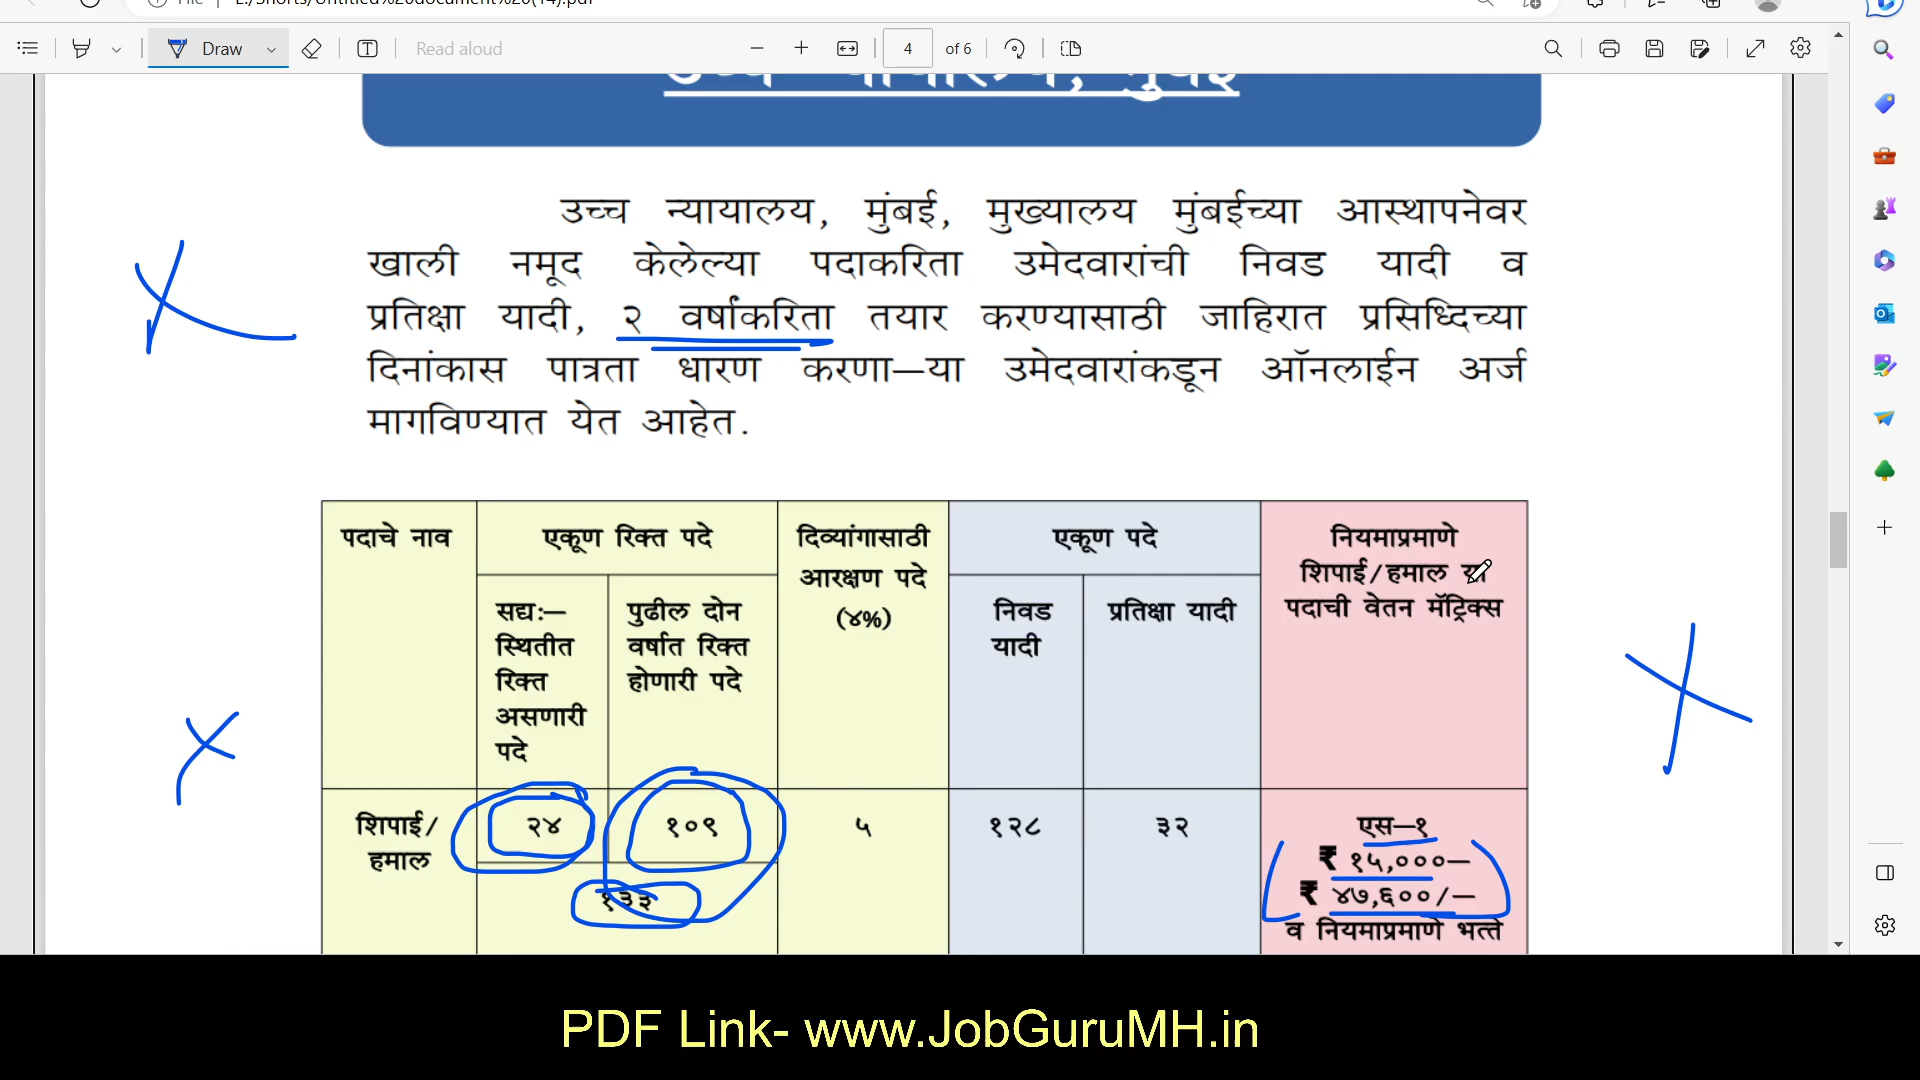 Draw
Read aloud
4 of 6
उच्च न्यायालय, मुंबई
उच्च न्यायालय, मुंबई, मुख्यालय मुंबईच्या आस्थापनेवर
खाली नमूद केलेल्या पदाकरिता उमेदवारांची निवड यादी व
प्रतिक्षा यादी, २ वर्षांकरिता तयार करण्यासाठी जाहिरात प्रसिध्दिच्या
दिनांकास पात्रता धारण करणा—या उमेदवारांकडून ऑनलाईन अर्ज
मागविण्यात येत आहेत.
पदाचे नाव
एकूण रिक्त पदे
सद्यः—
स्थितीत
रिक्त
असणारी
पदे
पुढील दोन
वर्षात रिक्त
होणारी पदे
दिव्यांगासाठी
आरक्षण पदे
(४%)
एकूण पदे
निवड
यादी
प्रतिक्षा यादी
नियमाप्रमाणे
शिपाई/हमाल या
पदाची वेतन मॅट्रिक्स
शिपाई/
हमाल
२४
१०९
१३३
५
१२८
३२
एस—१
₹ १५,०००—
₹ ४७,६००/—
व नियमाप्रमाणे भत्ते
PDF Link- www.JobGuruMH.in